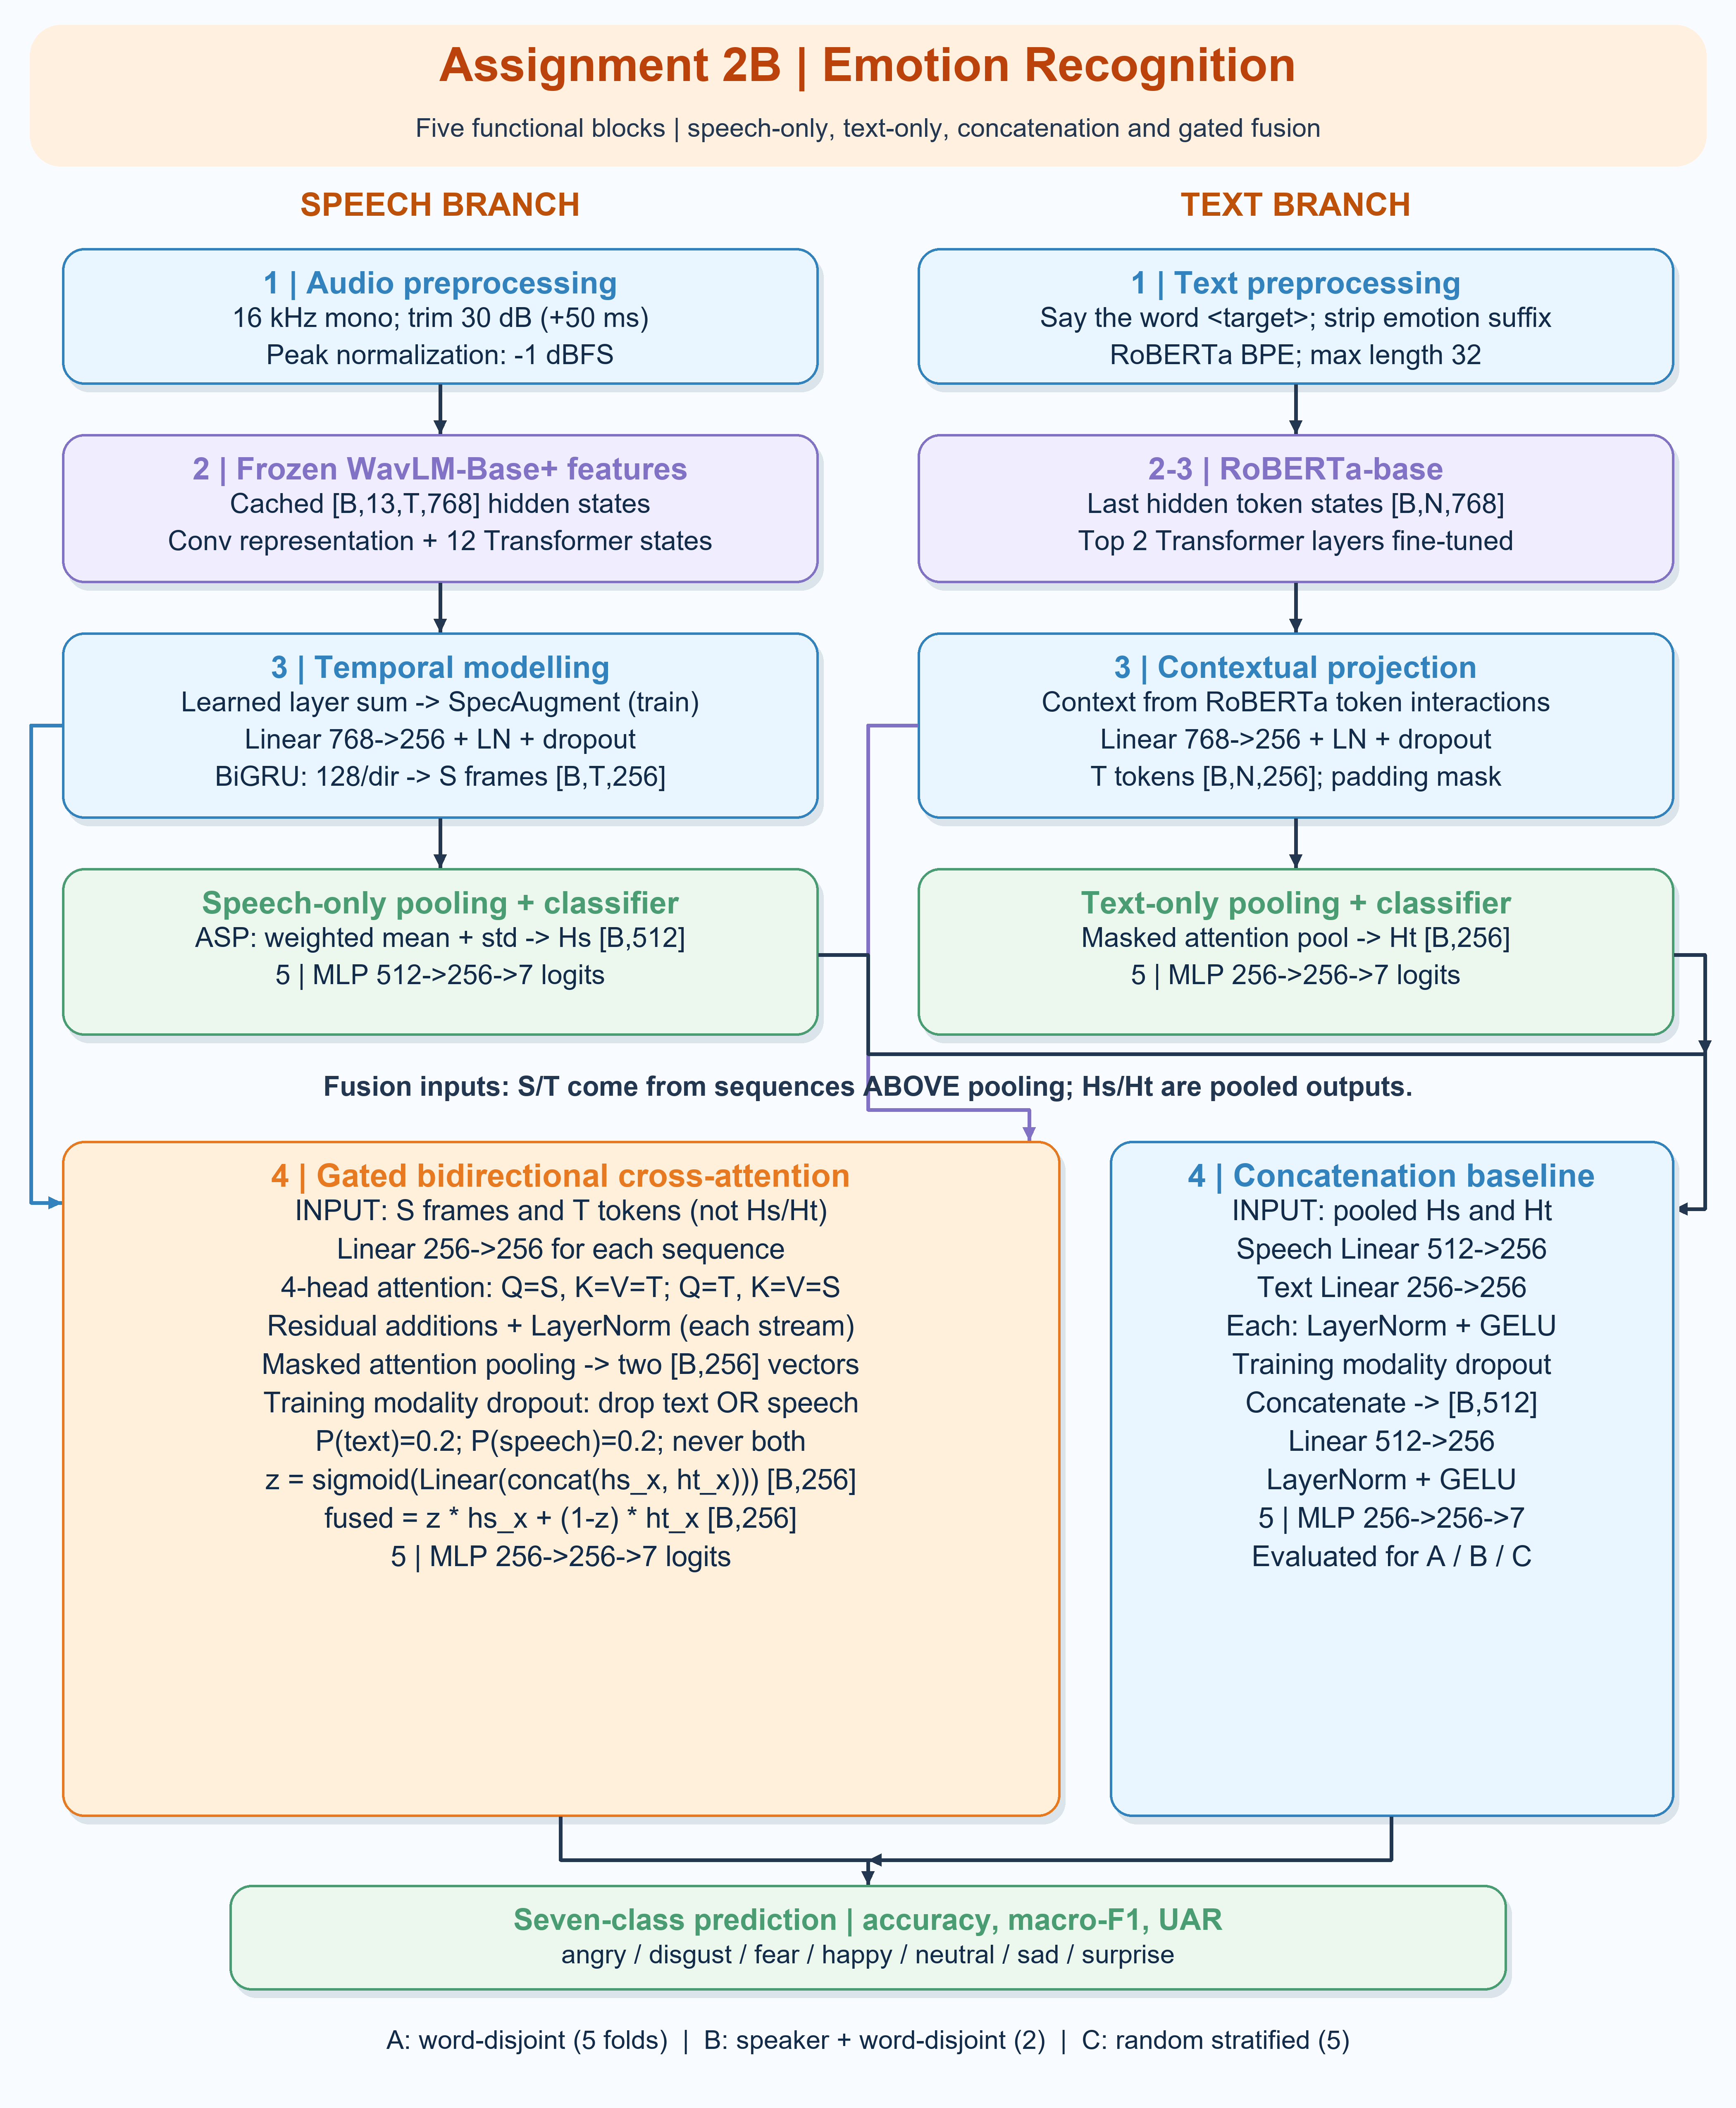 Assignment 2B | Emotion Recognition
Five functional blocks | speech-only, text-only, concatenation and gated fusion
SPEECH BRANCH
1 | Audio preprocessing
16 kHz mono; trim 30 dB (+50 ms)
Peak normalization: -1 dBFS
2 | Frozen WavLM-Base+ features
Cached [B,13,T,768] hidden states
Conv representation + 12 Transformer states
3 | Temporal modelling
Learned layer sum -> SpecAugment (train)
Linear 768->256 + LN + dropout
BiGRU: 128/dir -> S frames [B,T,256]
Speech-only pooling + classifier
ASP: weighted mean + std -> Hs [B,512]
5 | MLP 512->256->7 logits
TEXT BRANCH
1 | Text preprocessing
Say the word <target>; strip emotion suffix
RoBERTa BPE; max length 32
2-3 | RoBERTa-base
Last hidden token states [B,N,768]
Top 2 Transformer layers fine-tuned
3 | Contextual projection
Context from RoBERTa token interactions
Linear 768->256 + LN + dropout
T tokens [B,N,256]; padding mask
Text-only pooling + classifier
Masked attention pool -> Ht [B,256]
5 | MLP 256->256->7 logits
Fusion inputs: S/T come from sequences ABOVE pooling; Hs/Ht are pooled outputs.
4 | Gated bidirectional cross-attention
INPUT: S frames and T tokens (not Hs/Ht)
Linear 256->256 for each sequence
4-head attention: Q=S, K=V=T; Q=T, K=V=S
Residual additions + LayerNorm (each stream)
Masked attention pooling -> two [B,256] vectors
Training modality dropout: drop text OR speech
P(text)=0.2; P(speech)=0.2; never both
z = sigmoid(Linear(concat(hs_x, ht_x))) [B,256]
fused = z * hs_x + (1-z) * ht_x [B,256]
5 | MLP 256->256->7 logits
4 | Concatenation baseline
INPUT: pooled Hs and Ht
Speech Linear 512->256
Text Linear 256->256
Each: LayerNorm + GELU
Training modality dropout
Concatenate -> [B,512]
Linear 512->256
LayerNorm + GELU
5 | MLP 256->256->7
Evaluated for A / B / C
Seven-class prediction | accuracy, macro-F1, UAR
angry / disgust / fear / happy / neutral / sad / surprise
A: word-disjoint (5 folds) | B: speaker + word-disjoint (2) | C: random stratified (5)